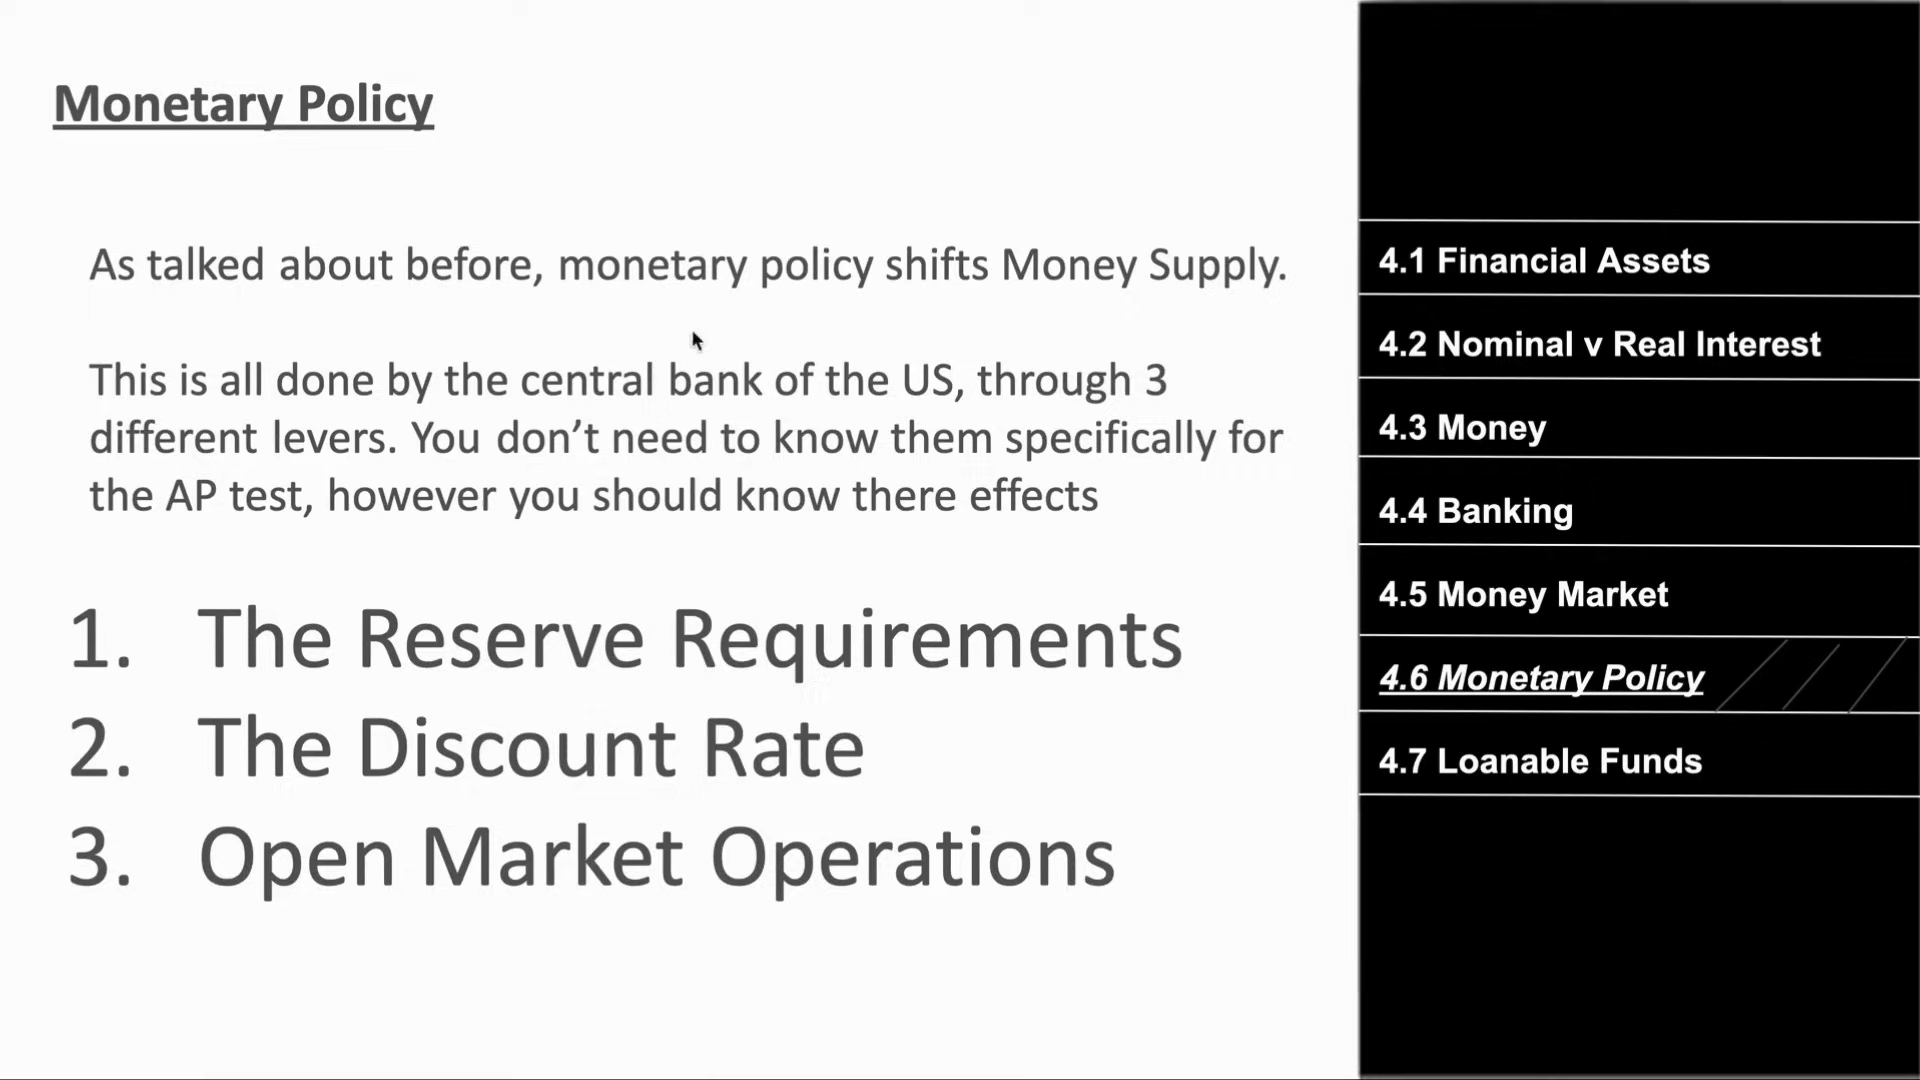 Monetary Policy
As talked about before, monetary policy shifts Money Supply.
This is all done by the central bank of the US, through 3
different levers. You don’t need to know them specifically for
the AP test, however you should know there effects
1. The Reserve Requirements
2. The Discount Rate
3. Open Market Operations
4.1 Financial Assets
4.2 Nominal v Real Interest
4.3 Money
4.4 Banking
4.5 Money Market
4.6 Monetary Policy
4.7 Loanable Funds